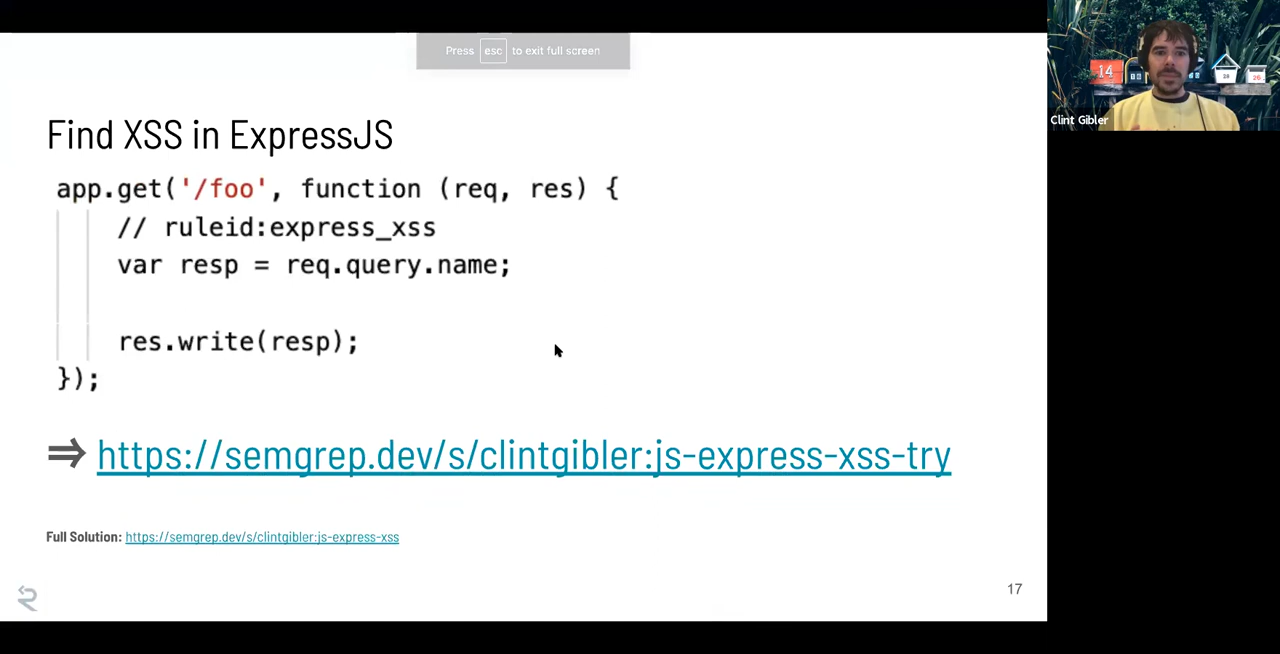 Press esc to exit full screen
Clint Gibler
Find XSS in ExpressJS
app.get('/foo', function (req, res) {
// ruleid:express_xss
var resp = req.query.name;
res.write(resp);
});
⇒ https://semgrep.dev/s/clintgibler:js-express-xss-try
Full Solution: https://semgrep.dev/s/clintgibler:js-express-xss
17
14